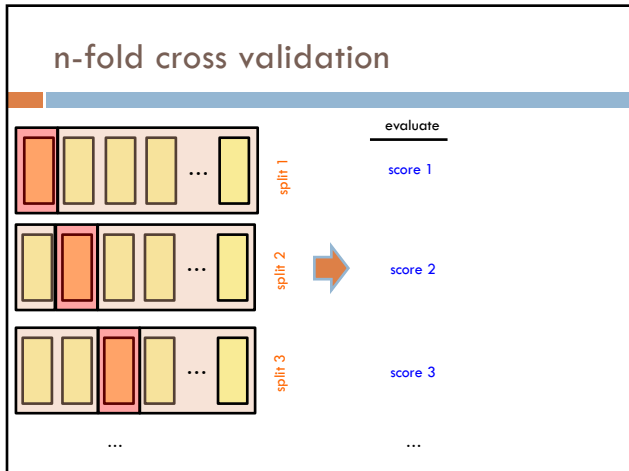 n-fold cross validation
evaluate
...
split 1
score 1
...
split 2
score 2
...
split 3
score 3
...
...